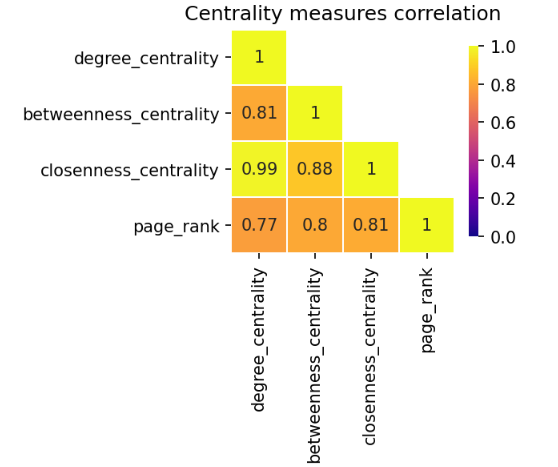 Centrality measures correlation
degree_centrality
1
betweenness_centrality
0.81 1
closenness_centrality
0.99 0.88 1
page_rank
0.77 0.8 0.81 1
degree_centrality
betweenness_centrality
closenness_centrality
page_rank
1.0
0.8
0.6
0.4
0.2
0.0